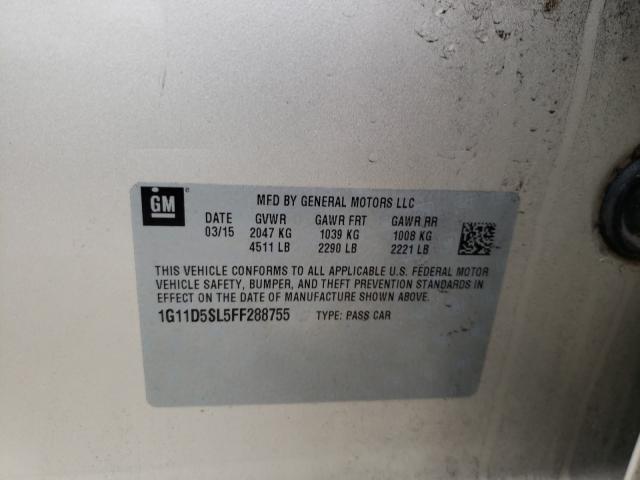 GM
MFD BY GENERAL MOTORS LLC
DATE GVWR GAWR FRT GAWR RR
03/15 2047 KG 1039 KG 1008 KG
4511 LB 2290 LB 2221 LB
THIS VEHICLE CONFORMS TO ALL APPLICABLE U.S. FEDERAL MOTOR
VEHICLE SAFETY, BUMPER, AND THEFT PREVENTION STANDARDS IN
EFFECT ON THE DATE OF MANUFACTURE SHOWN ABOVE.
1G11D5SL5FF288755 TYPE: PASS CAR